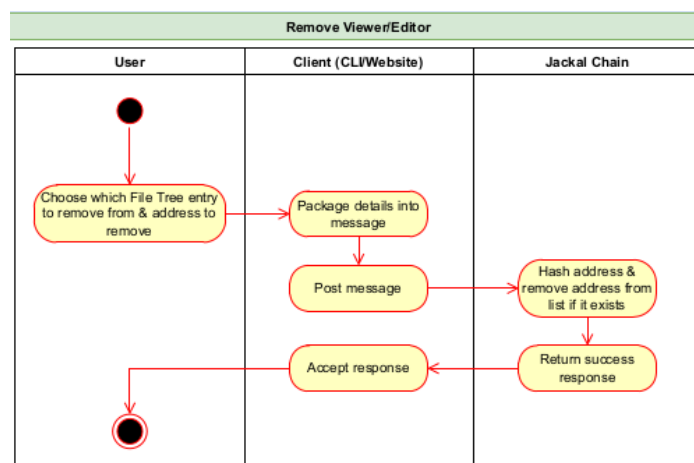 Remove Viewer/Editor
User
Client (CLI/Website)
Jackal Chain
Choose which File Tree entry
to remove from & address to
remove
Package details into
message
Post message
Hash address &
remove address from
list if it exists
Return success
response
Accept response